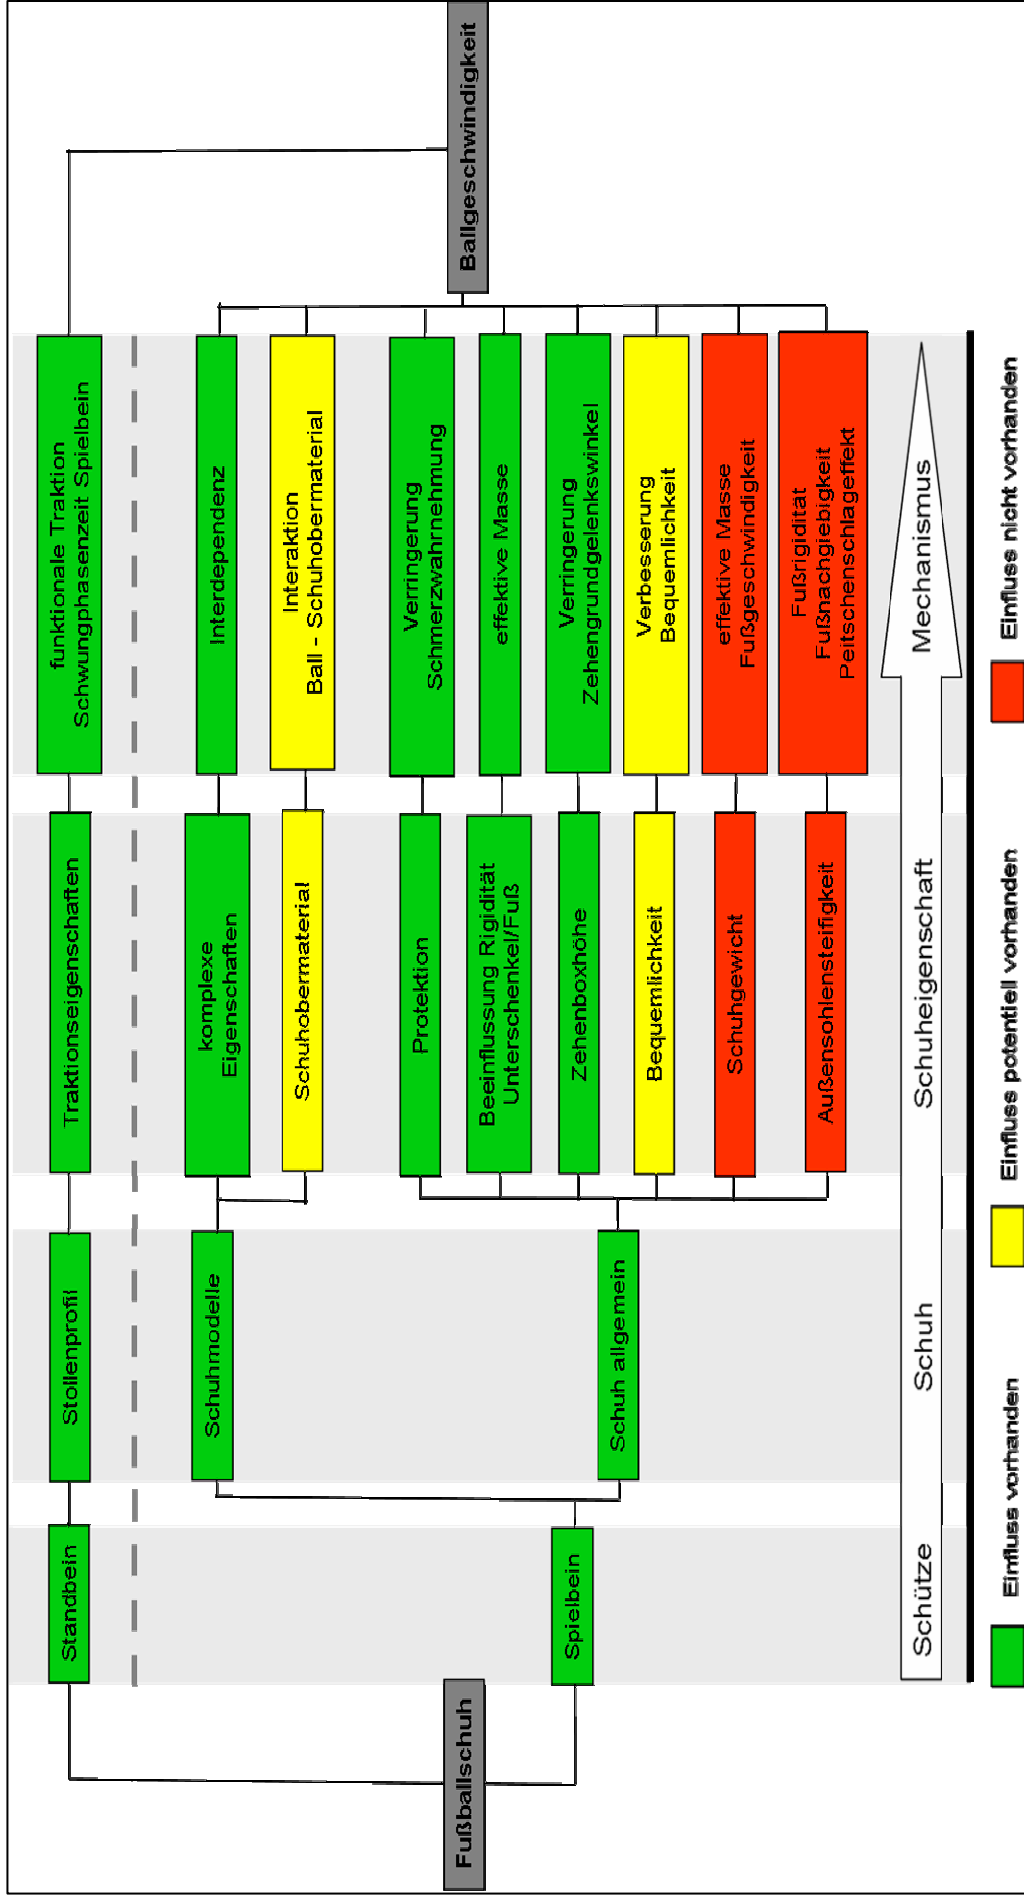 Fußballschuh
Standbein
Stollenprofil
Traktionseigenschaften
funktionale Traktion
Schwungphasenzeit Spielbein
Spielbein
Schuhmodelle
komplexe
Eigenschaften
Interdependenz
Schuhobermaterial
Interaktion
Ball - Schuhobermaterial
Schuh allgemein
Protektion
Verringerung
Schmerzwahrnehmung
Beeinflussung Rigidität
Unterschenkel/Fuß
effektive Masse
Zehenboxhöhe
Verringerung
Zehengrundgelenkswinkel
Bequemlichkeit
Verbesserung
Bequemlichkeit
Schuhgewicht
effektive Masse
Fußgeschwindigkeit
Außensohlensteifigkeit
Fußrigidität
Fußnachgiebigkeit
Peitschenschlageffekt
Ballgeschwindigkeit
Schütze
Schuh
Schuheigenschaft
Mechanismus
Einfluss vorhanden
Einfluss potentiell vorhanden
Einfluss nicht vorhanden